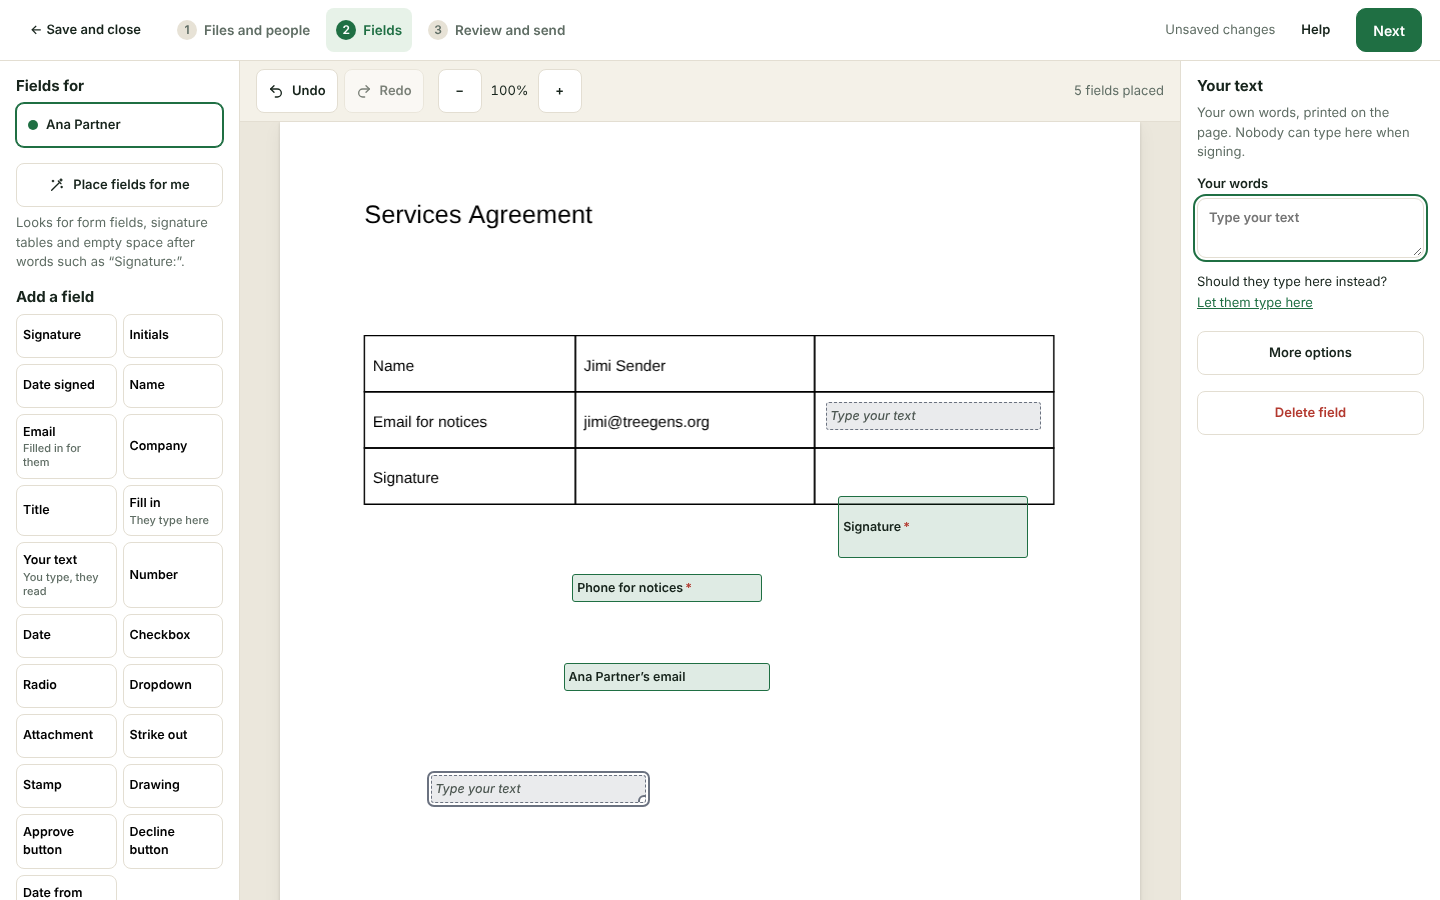 ← Save and close
1 Files and people
2 Fields
3 Review and send
Unsaved changes
Help
Next
Fields for
Ana Partner
Place fields for me
Looks for form fields, signature
tables and empty space after
words such as “Signature:”.
Add a field
Signature
Initials
Date signed
Name
Email
Filled in for
them
Company
Title
Fill in
They type here
Your text
You type, they
read
Number
Date
Checkbox
Radio
Dropdown
Attachment
Strike out
Stamp
Drawing
Approve
button
Decline
button
Date from
Undo
Redo
−
100%
+
5 fields placed
Services Agreement
Name
Jimi Sender
Email for notices
jimi@treegens.org
Type your text
Signature
Signature *
Phone for notices *
Ana Partner’s email
Type your text
Your text
Your own words, printed on the
page. Nobody can type here when
signing.
Your words
Type your text
Should they type here instead?
Let them type here
More options
Delete field